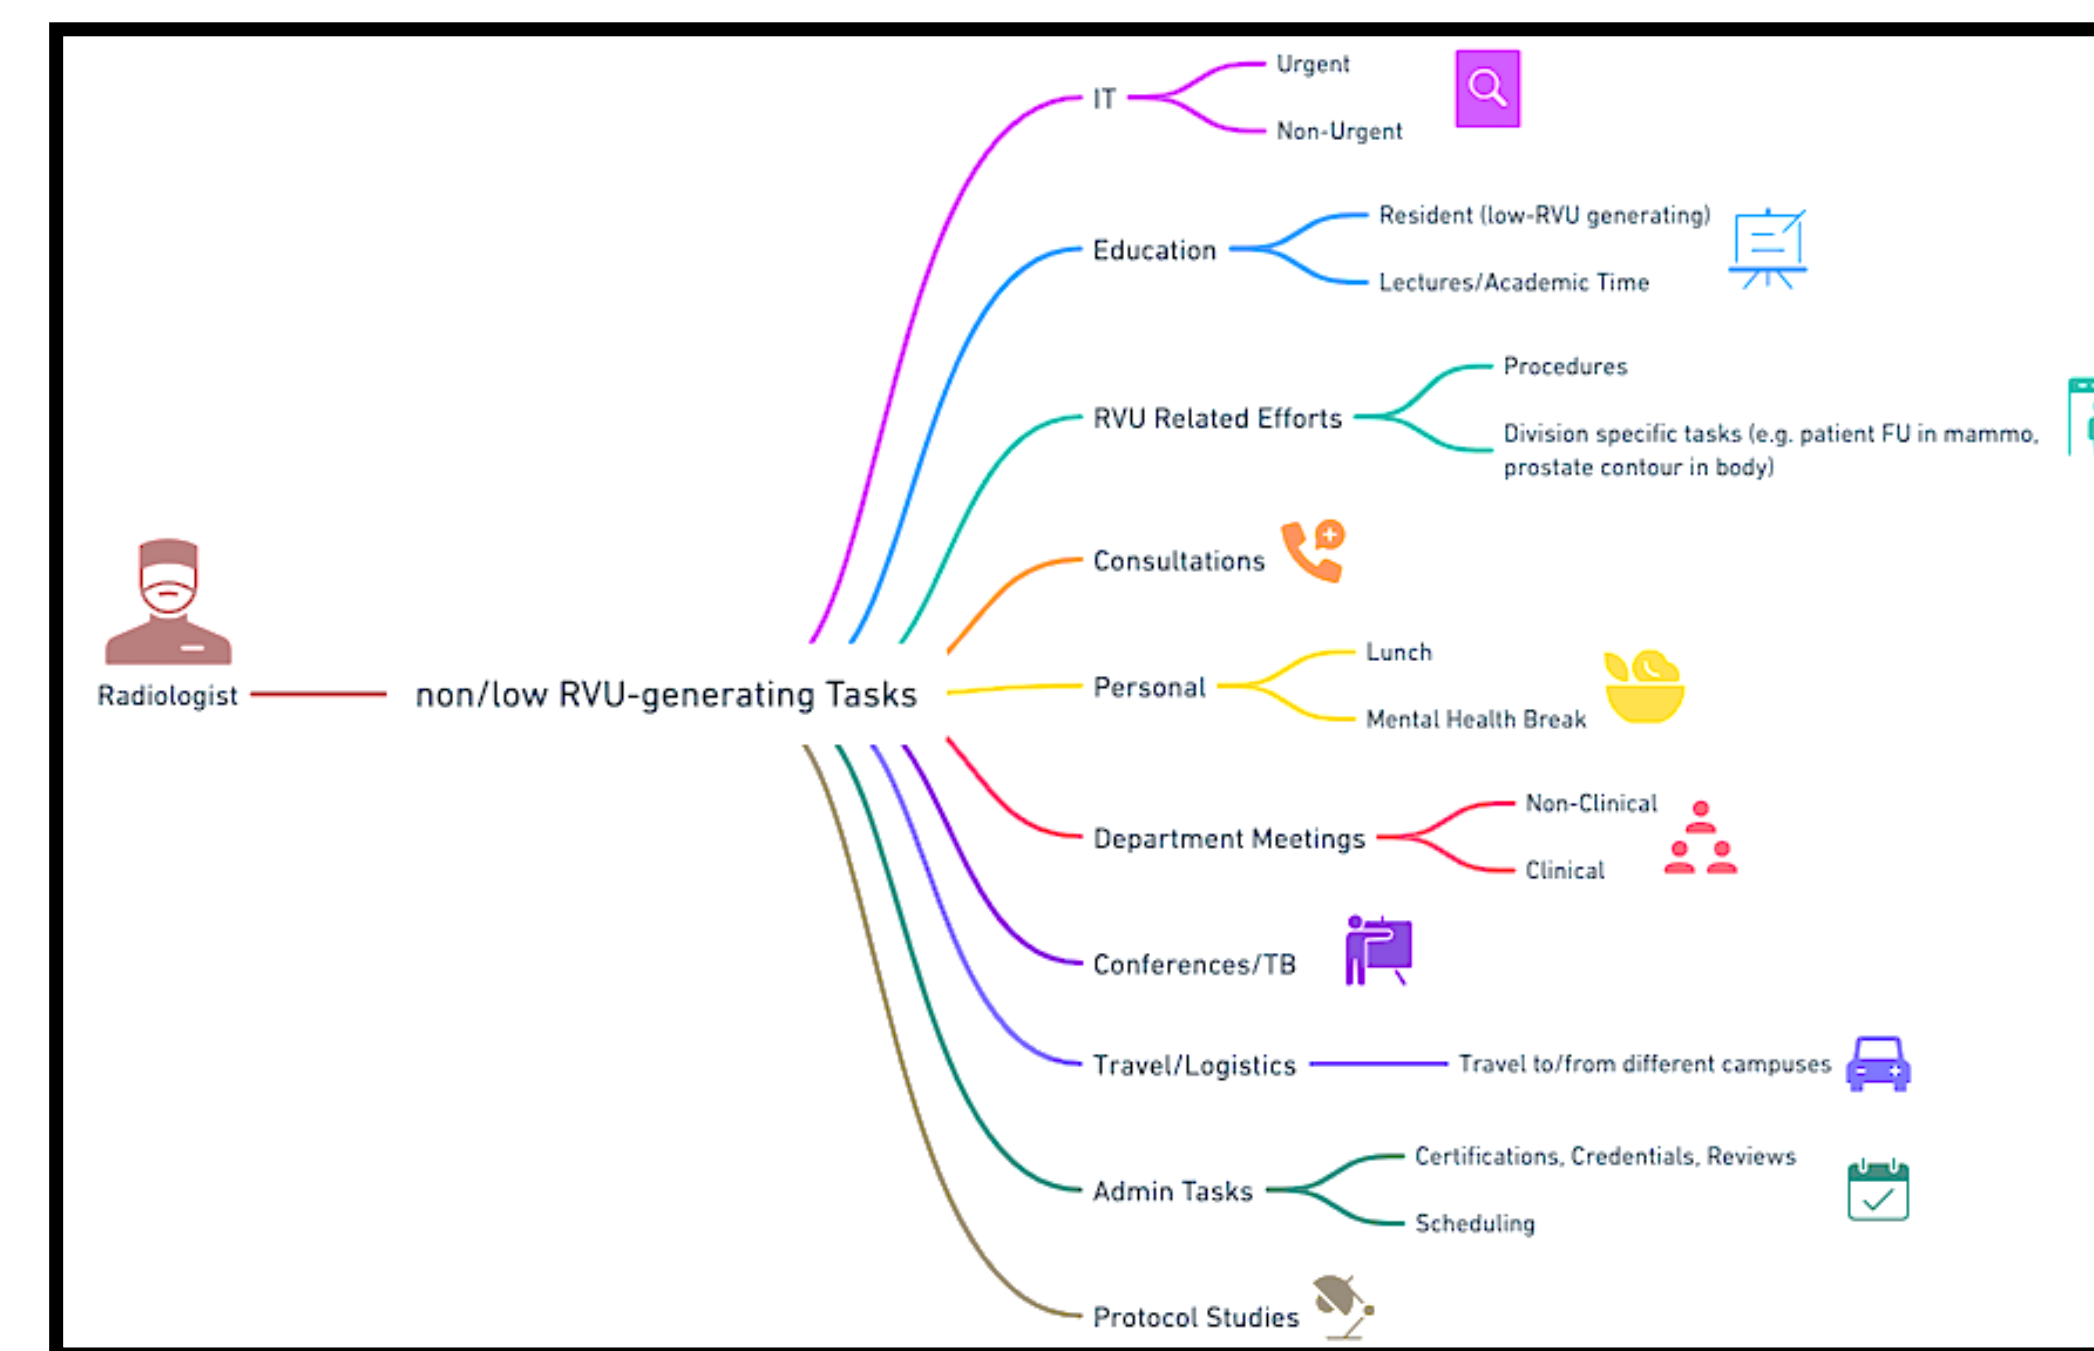 Urgent
IT
Non-Urgent
Resident (low-RVU generating)
Education
Lectures/Academic Time
Procedures
RVU Related Efforts
Division specific tasks (e.g. patient FU in mammo,
prostate contour in body)
Consultations
Lunch
Personal
Mental Health Break
Radiologist
non/low RVU-generating Tasks
Non-Clinical
Department Meetings
Clinical
Conferences/TB
Travel/Logistics
Travel to/from different campuses
Certifications, Credentials, Reviews
Admin Tasks
Scheduling
Protocol Studies